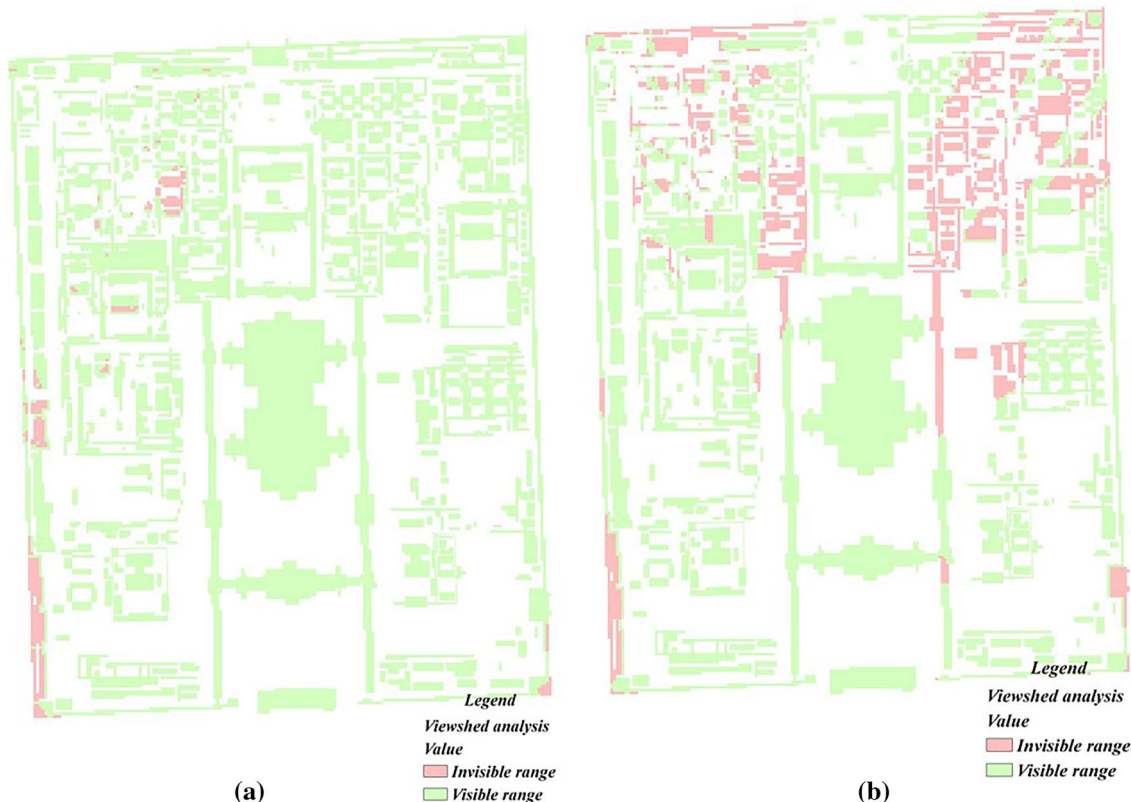 Legend
Viewshed analysis
Value
Invisible range
Visible range
(a)
Legend
Viewshed analysis
Value
Invisible range
Visible range
(b)